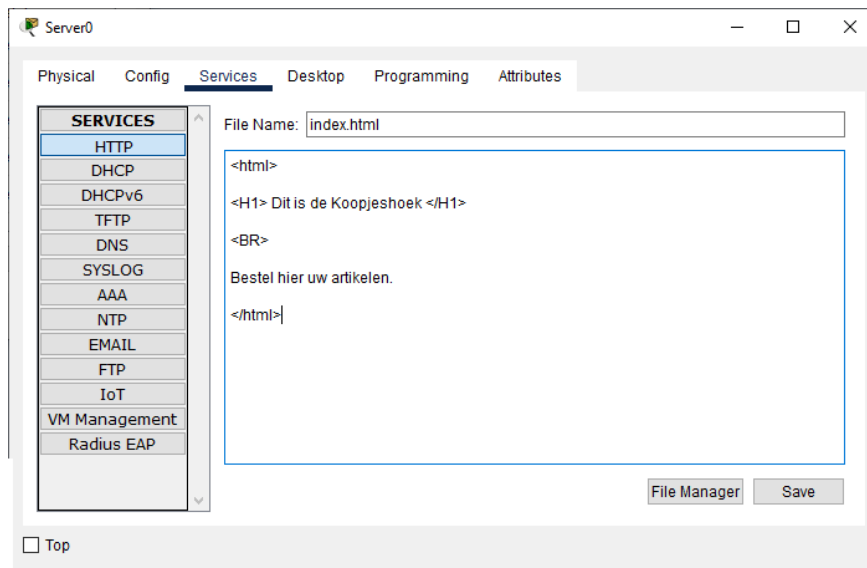 Server0
Physical Config Services Desktop Programming Attributes
SERVICES
HTTP
DHCP
DHCPv6
TFTP
DNS
SYSLOG
AAA
NTP
EMAIL
FTP
IoT
VM Management
Radius EAP
File Name: index.html
<html>
<H1> Dit is de Koopjeshoek </H1>
<BR>
Bestel hier uw artikelen.
</html>
File Manager Save
Top